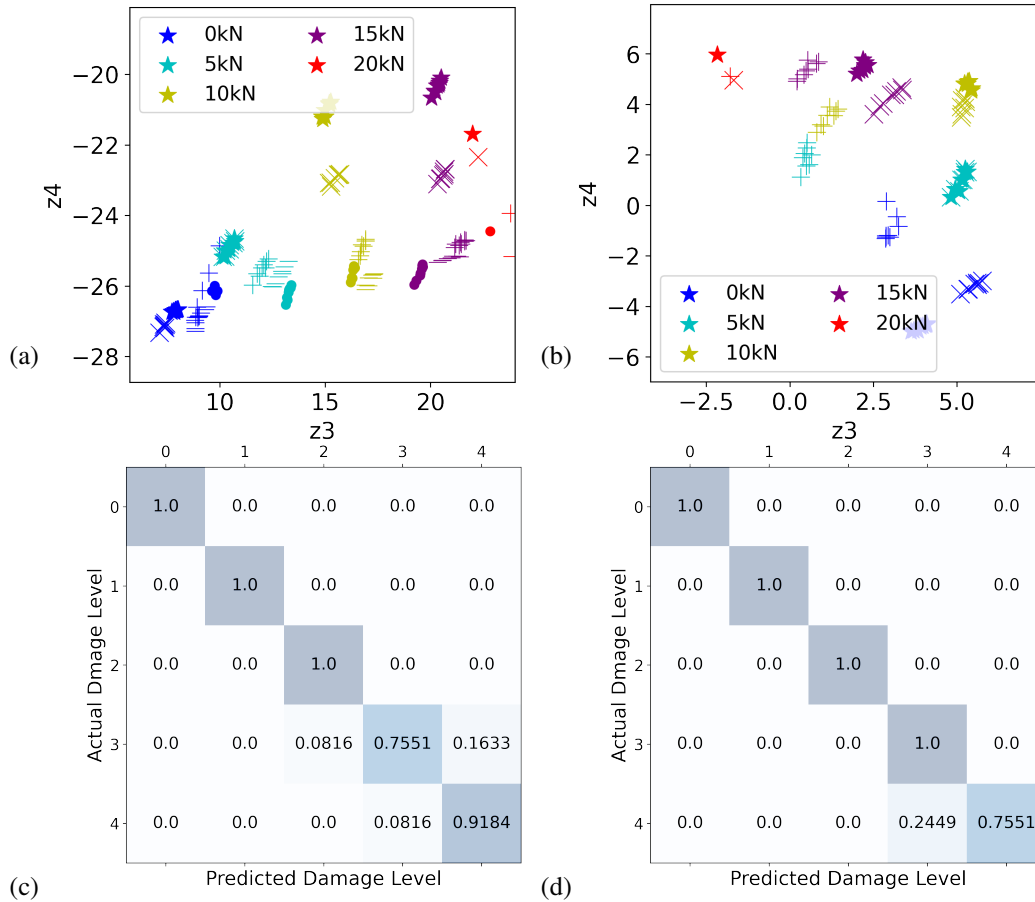 0kN 15kN
5kN 20kN
10kN
−20
−22
−24
−26
−28
z4
10 15 20
z3
(a)
6
4
2
0
−2
−4
−6
z4
0kN 15kN
5kN 20kN
10kN
−2.5 0.0 2.5 5.0
z3
(b)
0 1 2 3 4
0 1.0 0.0 0.0 0.0 0.0
1 0.0 1.0 0.0 0.0 0.0
2 0.0 0.0 1.0 0.0 0.0
3 0.0 0.0 0.0816 0.7551 0.1633
4 0.0 0.0 0.0 0.0816 0.9184
Actual Dmage Level
Predicted Damage Level
(c)
0 1 2 3 4
0 1.0 0.0 0.0 0.0 0.0
1 0.0 1.0 0.0 0.0 0.0
2 0.0 0.0 1.0 0.0 0.0
3 0.0 0.0 0.0 1.0 0.0
4 0.0 0.0 0.0 0.2449 0.7551
Actual Dmage Level
Predicted Damage Level
(d)